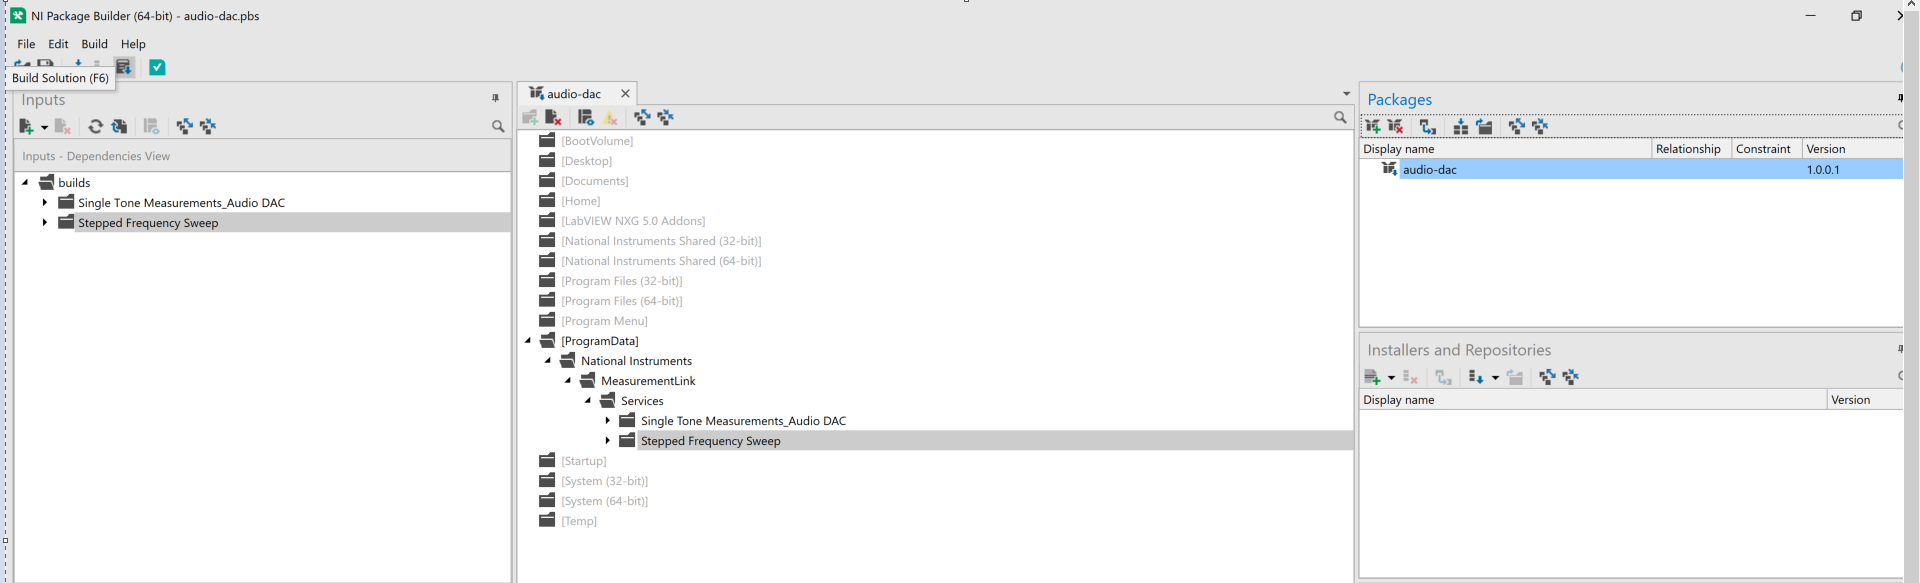 NI Package Builder (64-bit) - audio-dac.pbs
File Edit Build Help
Build Solution (F6)
Inputs
Inputs - Dependencies View
builds
Single Tone Measurements_Audio DAC
Stepped Frequency Sweep
audio-dac
[BootVolume]
[Desktop]
[Documents]
[Home]
[LabVIEW NXG 5.0 Addons]
[National Instruments Shared (32-bit)]
[National Instruments Shared (64-bit)]
[Program Files (32-bit)]
[Program Files (64-bit)]
[Program Menu]
[ProgramData]
National Instruments
MeasurementLink
Services
Single Tone Measurements_Audio DAC
Stepped Frequency Sweep
[Startup]
[System (32-bit)]
[System (64-bit)]
[Temp]
Packages
Display name Relationship Constraint Version
audio-dac 1.0.0.1
Installers and Repositories
Display name Version